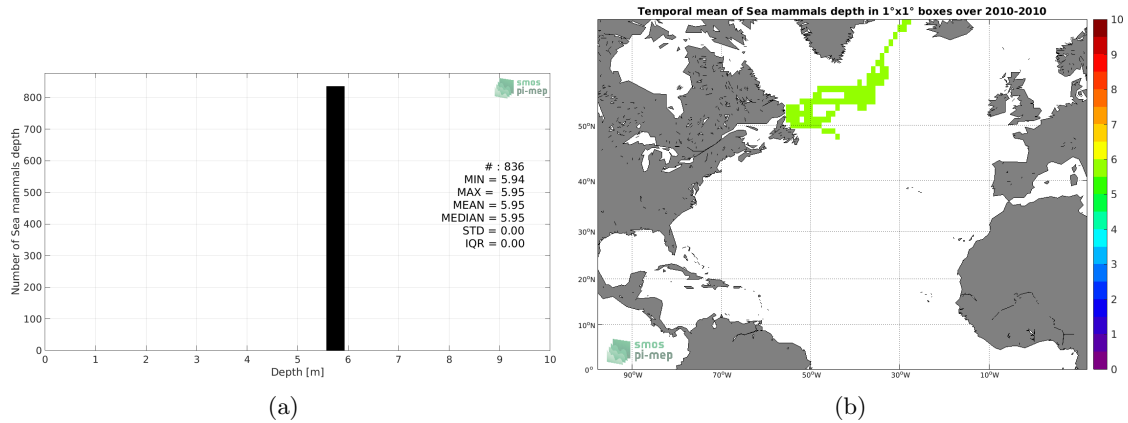 Temporal mean of Sea mammals depth in 1°x1° boxes over 2010-2010
smos
pi-mep
Number of Sea mammals depth
800
700
600
500
400
300
200
100
0
# : 836
MIN = 5.94
MAX = 5.95
MEAN = 5.95
MEDIAN = 5.95
STD = 0.00
IQR = 0.00
0 1 2 3 4 5 6 7 8 9 10
Depth [m]
(a)
50°N
40°N
30°N
20°N
10°N
0°
90°W 70°W 50°W 30°W 10°W
smos
pi-mep
10
9
8
7
6
5
4
3
2
1
0
(b)